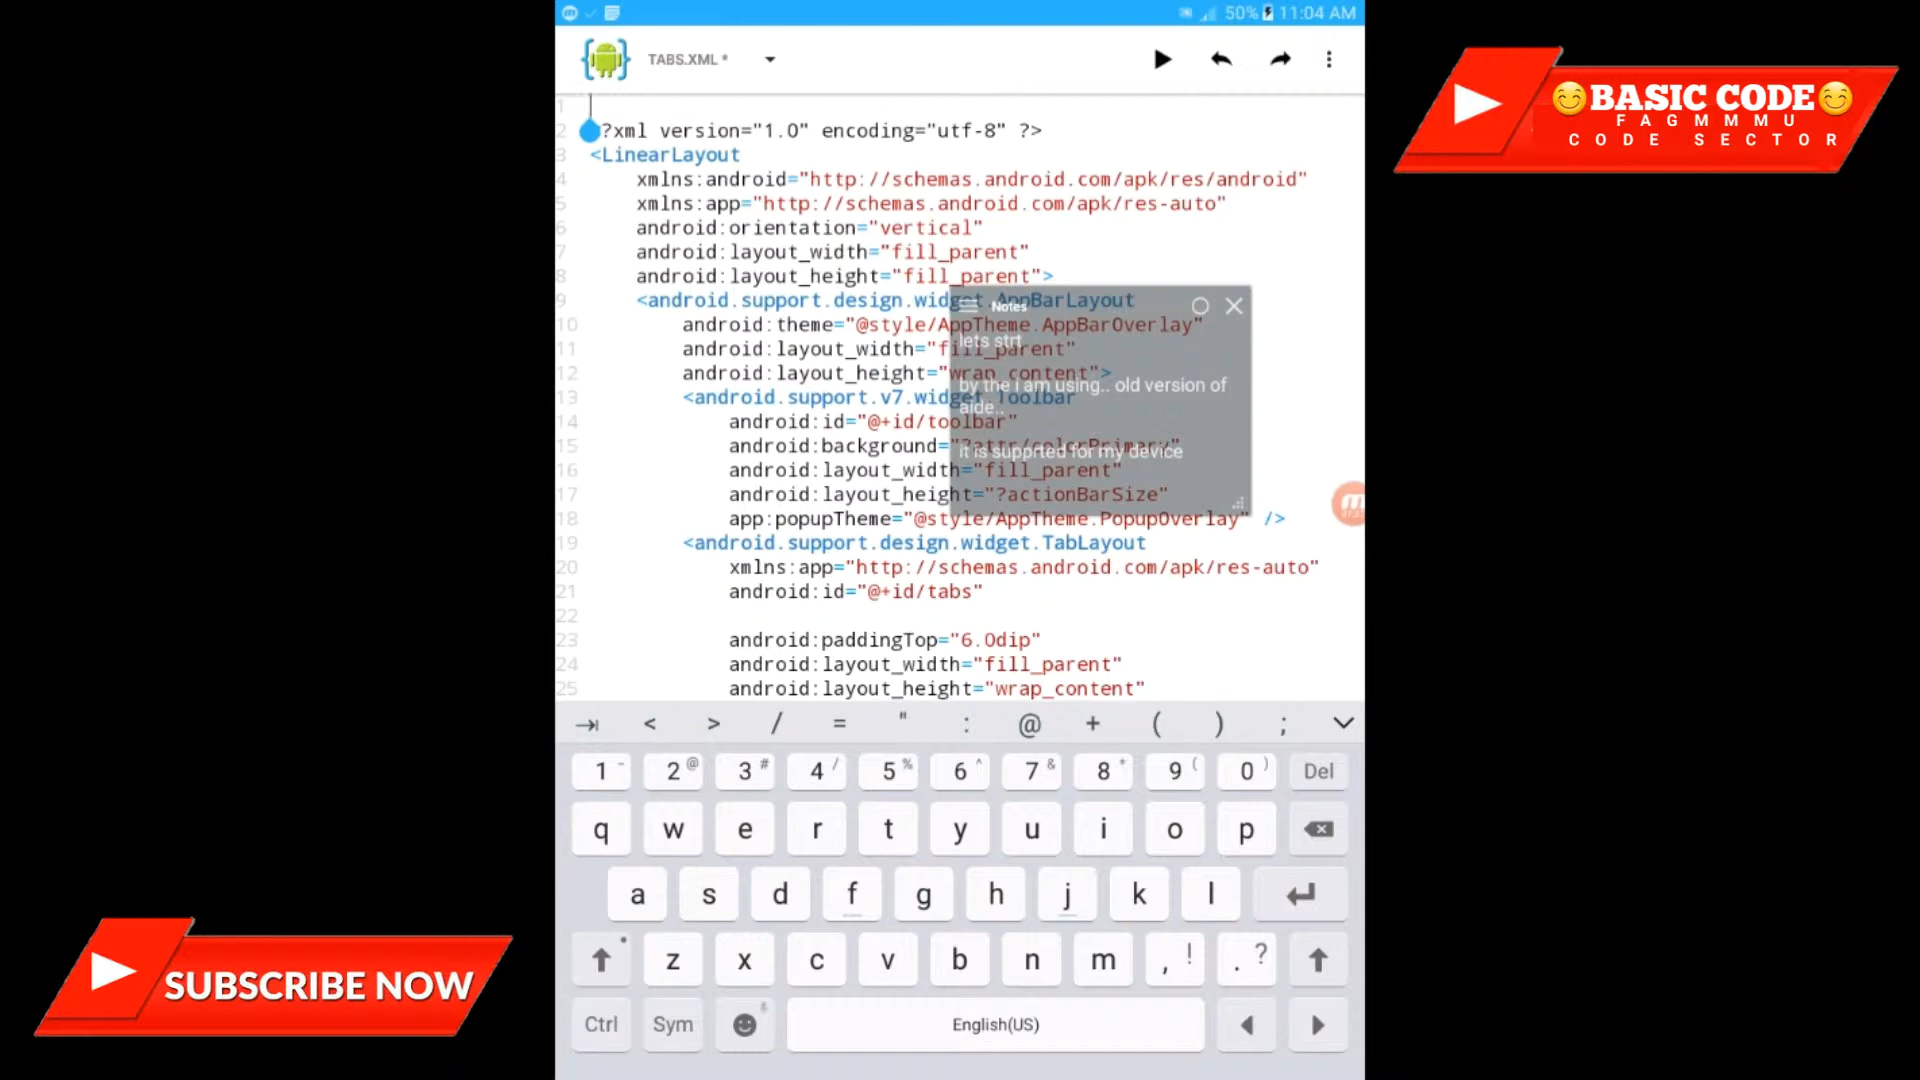 50% 11:04 AM
TABS.XML *
1
2 ?xml version="1.0" encoding="utf-8" ?>
3 <LinearLayout
4 xmlns:android="http://schemas.android.com/apk/res/android"
5 xmlns:app="http://schemas.android.com/apk/res-auto"
6 android:orientation="vertical"
7 android:layout_width="fill_parent"
8 android:layout_height="fill_parent">
9 <android.support.design.widget.AppBarLayout
10 android:theme="@style/AppTheme.AppBarOverlay"
11 android:layout_width="fill_parent"
12 android:layout_height="wrap_content">
13 <android.support.v7.widget.Toolbar
14 android:id="@+id/toolbar"
15 android:background="?attr/colorPrimary"
16 android:layout_width="fill_parent"
17 android:layout_height="?actionBarSize"
18 app:popupTheme="@style/AppTheme.PopupOverlay" />
19 <android.support.design.widget.TabLayout
20 xmlns:app="http://schemas.android.com/apk/res-auto"
21 android:id="@+id/tabs"
22
23 android:paddingTop="6.0dip"
24 android:layout_width="fill_parent"
25 android:layout_height="wrap_content"
Notes
lets strt
by the i am using.. old version of
aide..
it is supprted for my device
< > / = " : @ + ( ) ;
1 - 2 @ 3 # 4 / 5 % 6 ^ 7 & 8 * 9 ( 0 ) Del
q w e r t y u i o p
a s d f g h j k l
z x c v b n m , ! . ?
Ctrl Sym English(US)
BASIC CODE
FAGMMMU
CODE SECTOR
SUBSCRIBE NOW